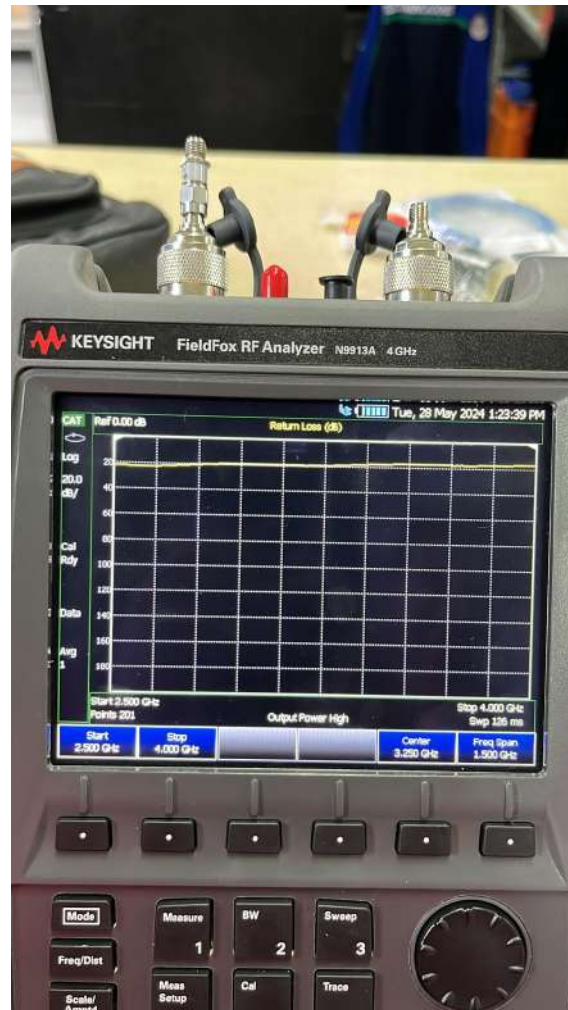 KEYSIGHT FieldFox RF Analyzer N9913A 4 GHz
Tue, 28 May 2024 1:23:39 PM
CAT Ref 0.00 dB Return Loss (dB)
Log
20.0
dB/
Cal
Rdy
Data
Avg
1
20
40
60
80
100
120
140
160
180
Start 2.500 GHz Stop 4.000 GHz
Points 201 Output Power High Swp 126 ms
Start Stop Center Freq Span
2.500 GHz 4.000 GHz 3.250 GHz 1.500 GHz
Mode Measure BW Sweep
1 2 3
Freq/Dist
Meas Cal Trace
Setup
Scale/